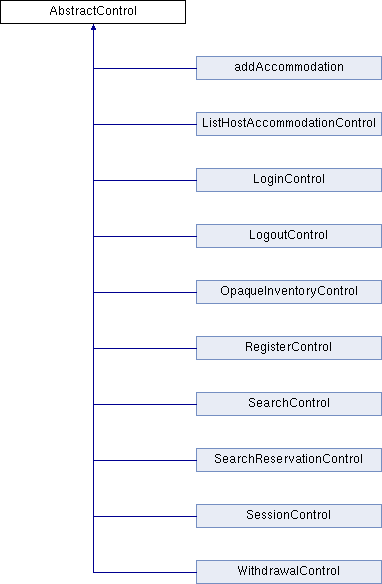 AbstractControl
addAccommodation
ListHostAccommodationControl
LoginControl
LogoutControl
OpaqueInventoryControl
RegisterControl
SearchControl
SearchReservationControl
SessionControl
WithdrawalControl